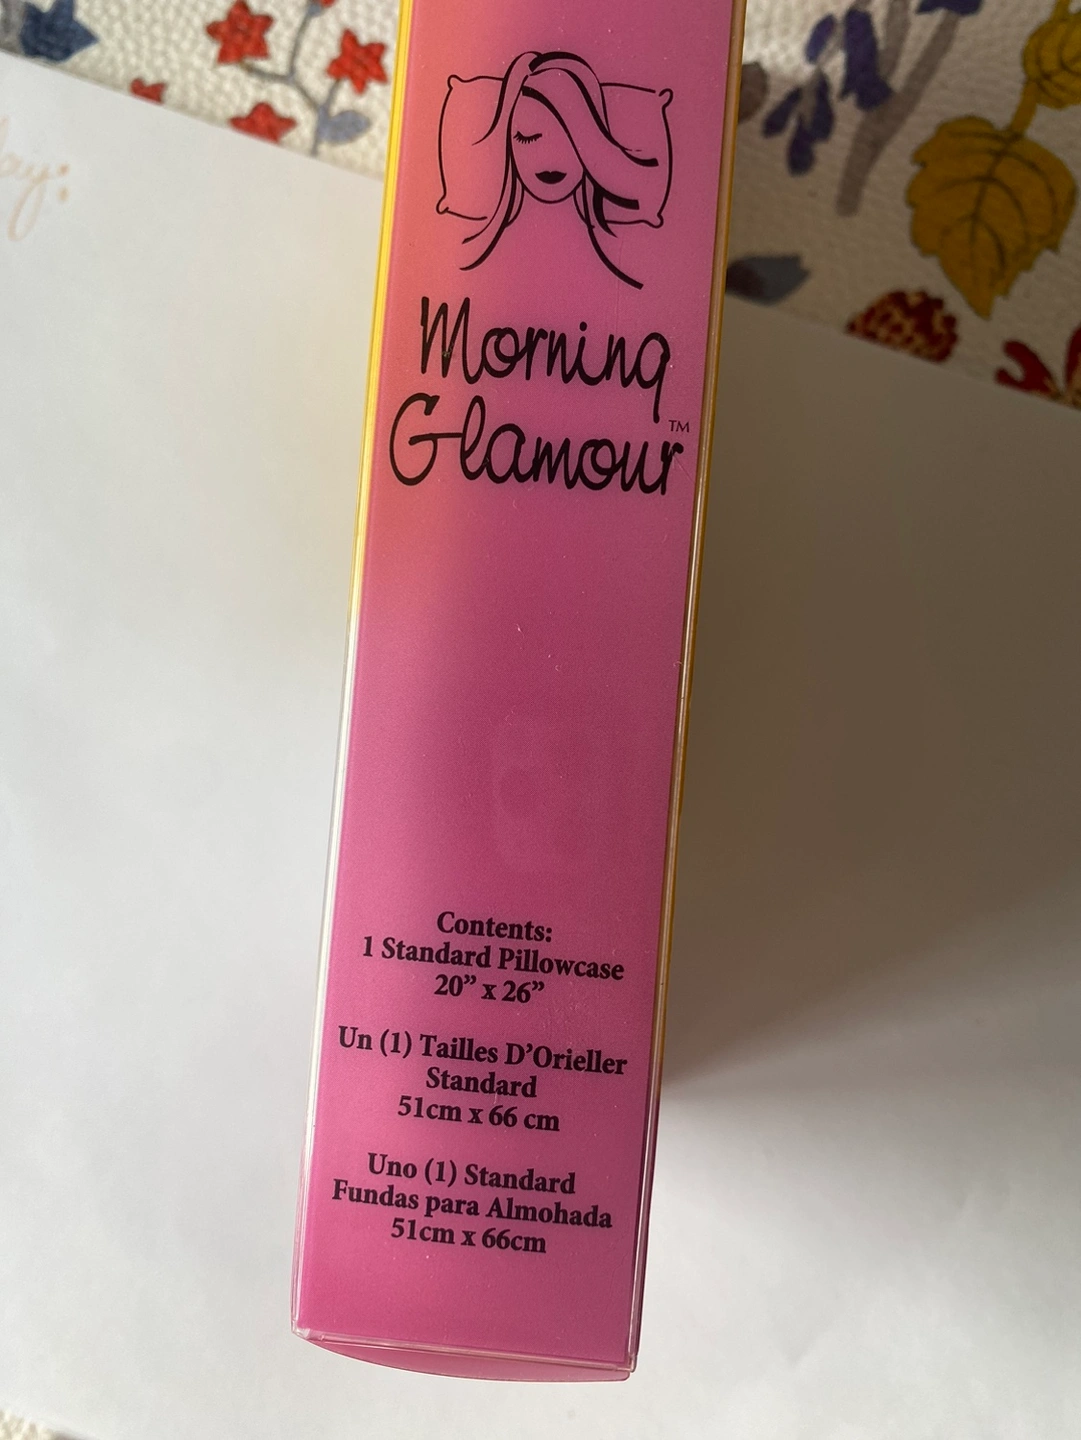 Morning
Glamour™
Contents:
1 Standard Pillowcase
20” x 26”
Un (1) Tailles D’Orieller
Standard
51cm x 66 cm
Uno (1) Standard
Fundas para Almohada
51cm x 66cm